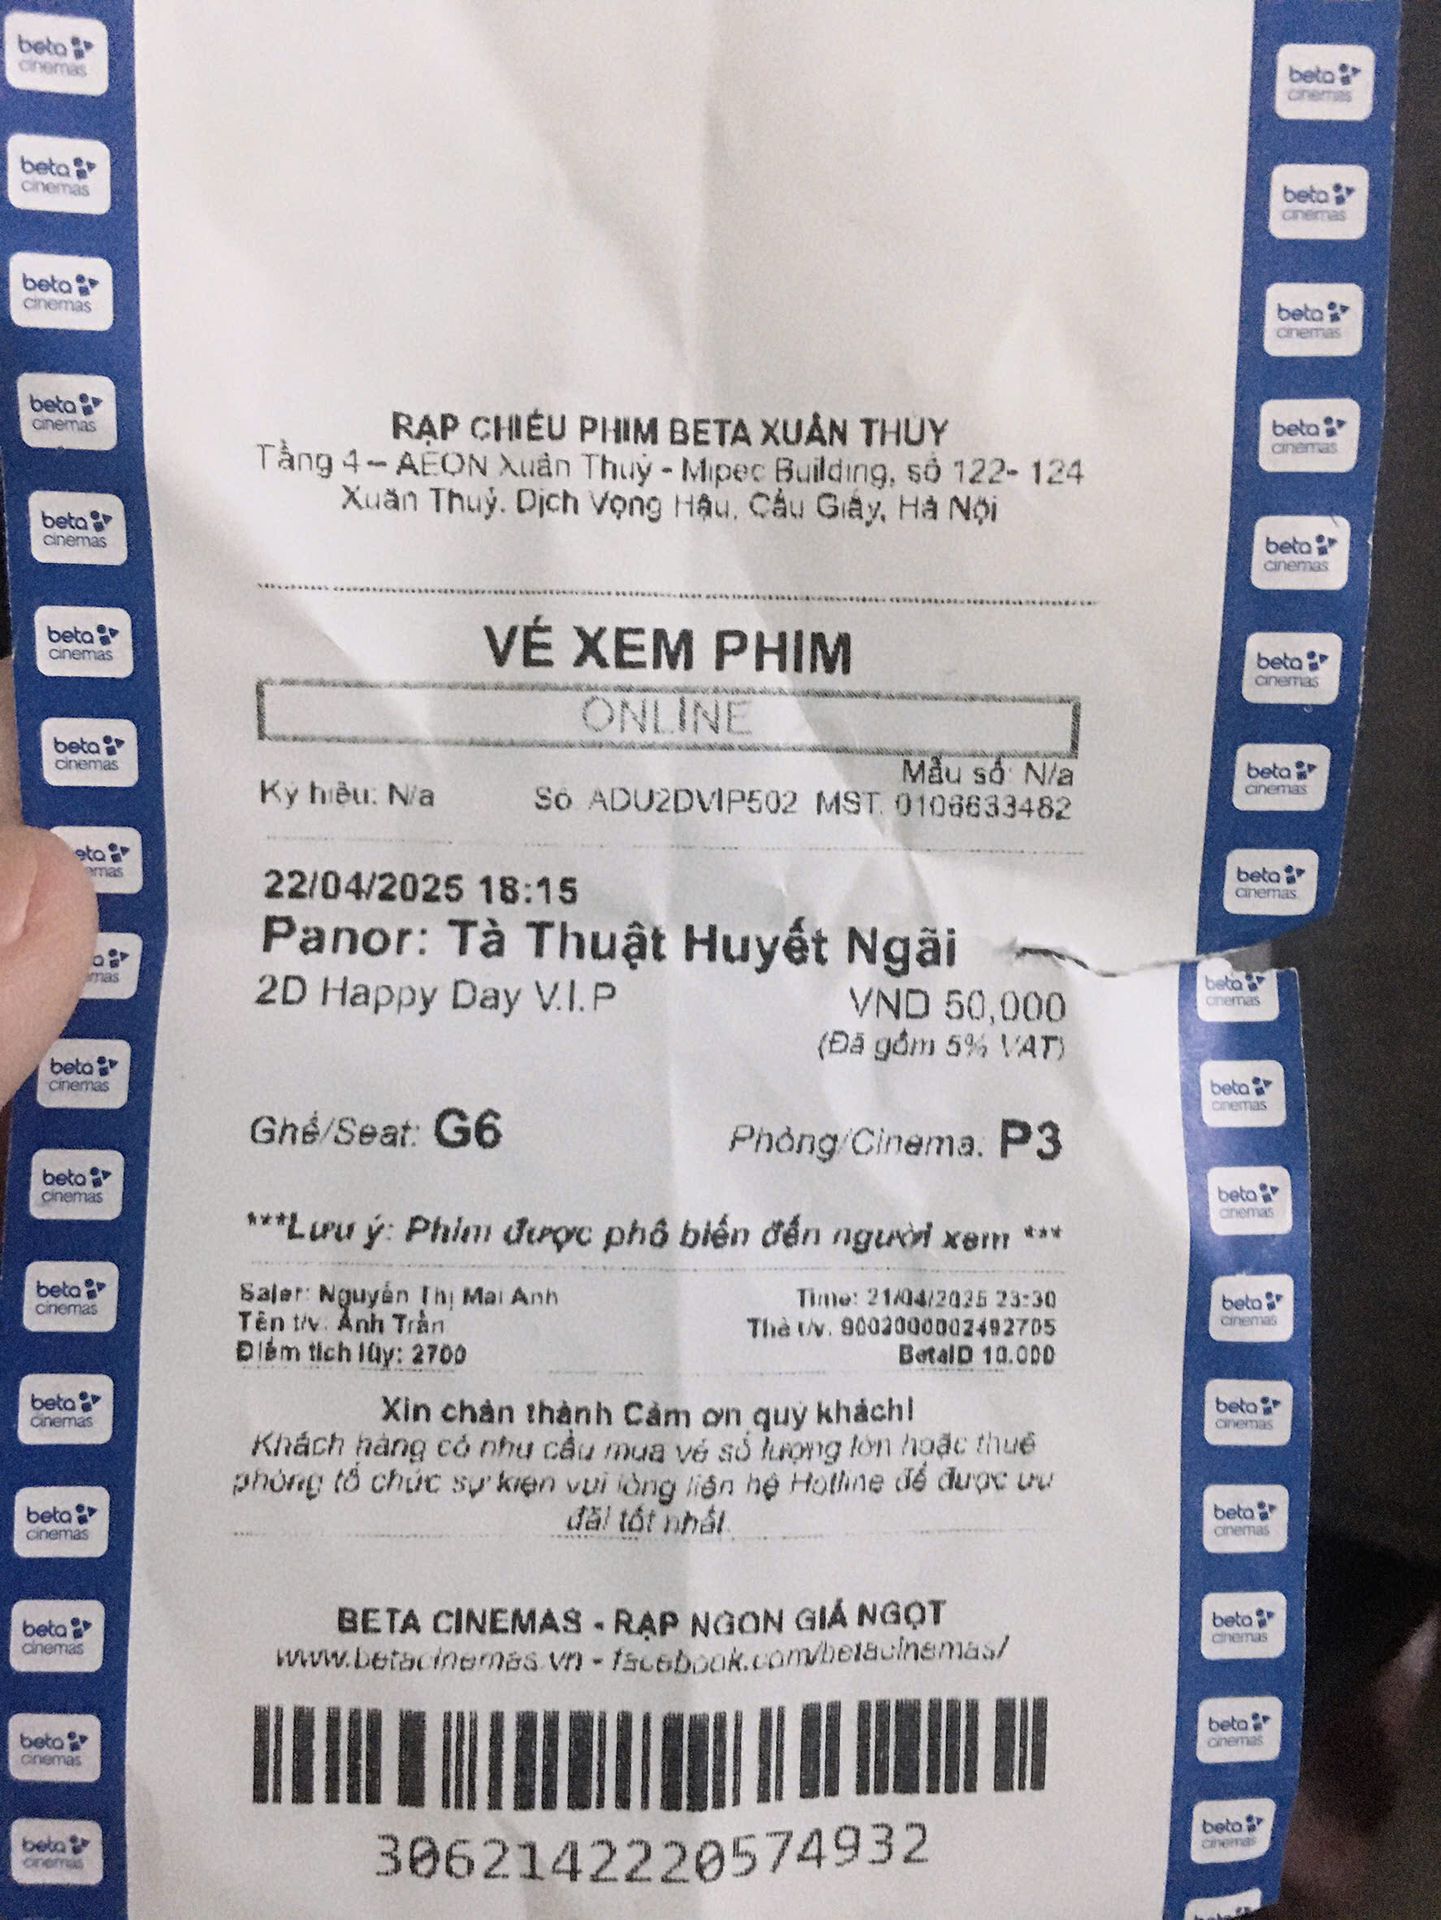 RẠP CHIẾU PHIM BETA XUÂN THỦY
Tầng 4 – AEON Xuân Thuỷ - Mipec Building, số 122- 124
Xuân Thuỷ, Dịch Vọng Hậu, Cầu Giấy, Hà Nội
VÉ XEM PHIM
ONLINE
Mẫu số: N/a
Ký hiệu: N/a Số ADU2DVIP502 MST. 0106633482
22/04/2025 18:15
Panor: Tà Thuật Huyết Ngãi
2D Happy Day V.I.P VND 50,000
(Đã gồm 5% VAT)
Ghế/Seat: G6 Phòng/Cinema: P3
***Lưu ý: Phim được phổ biến đến người xem ***
Saler: Nguyễn Thị Mai Anh Time: 21/04/2025 23:30
Tên t/v: Ánh Trần Thẻ t/v. 9002000002492705
Điểm tích lũy: 2700 BetaID 10.000
Xin chân thành Cảm ơn quý khách!
Khách hàng có nhu cầu mua vé số lượng lớn hoặc thuê
phòng tổ chức sự kiện vui lòng liên hệ Hotline để được ưu
đãi tốt nhất.
BETA CINEMAS - RẠP NGON GIÁ NGỌT
www.betacinemas.vn - facebook.com/betacinemas/
3062142220574932
beta cinemas